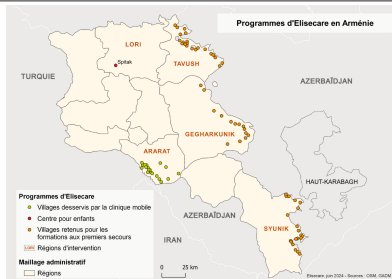 Programmes d'Elisecare en Arménie
LORI
Spitak
TAVUSH
TURQUIE
AZERBAÏDJAN
GEGHARKUNIK
ARARAT
HAUT-KARABAGH
AZERBAÏDJAN
SYUNIK
IRAN
Programmes d'Elisecare
Villages desservis par la clinique mobile
Centre pour enfants
Villages retenus pour les
formations aux premiers secours
LORI Régions d'intervention
Maillage administratif
Régions
0 25 km
Elisecare, juin 2024 - Sources : OSM, GADM